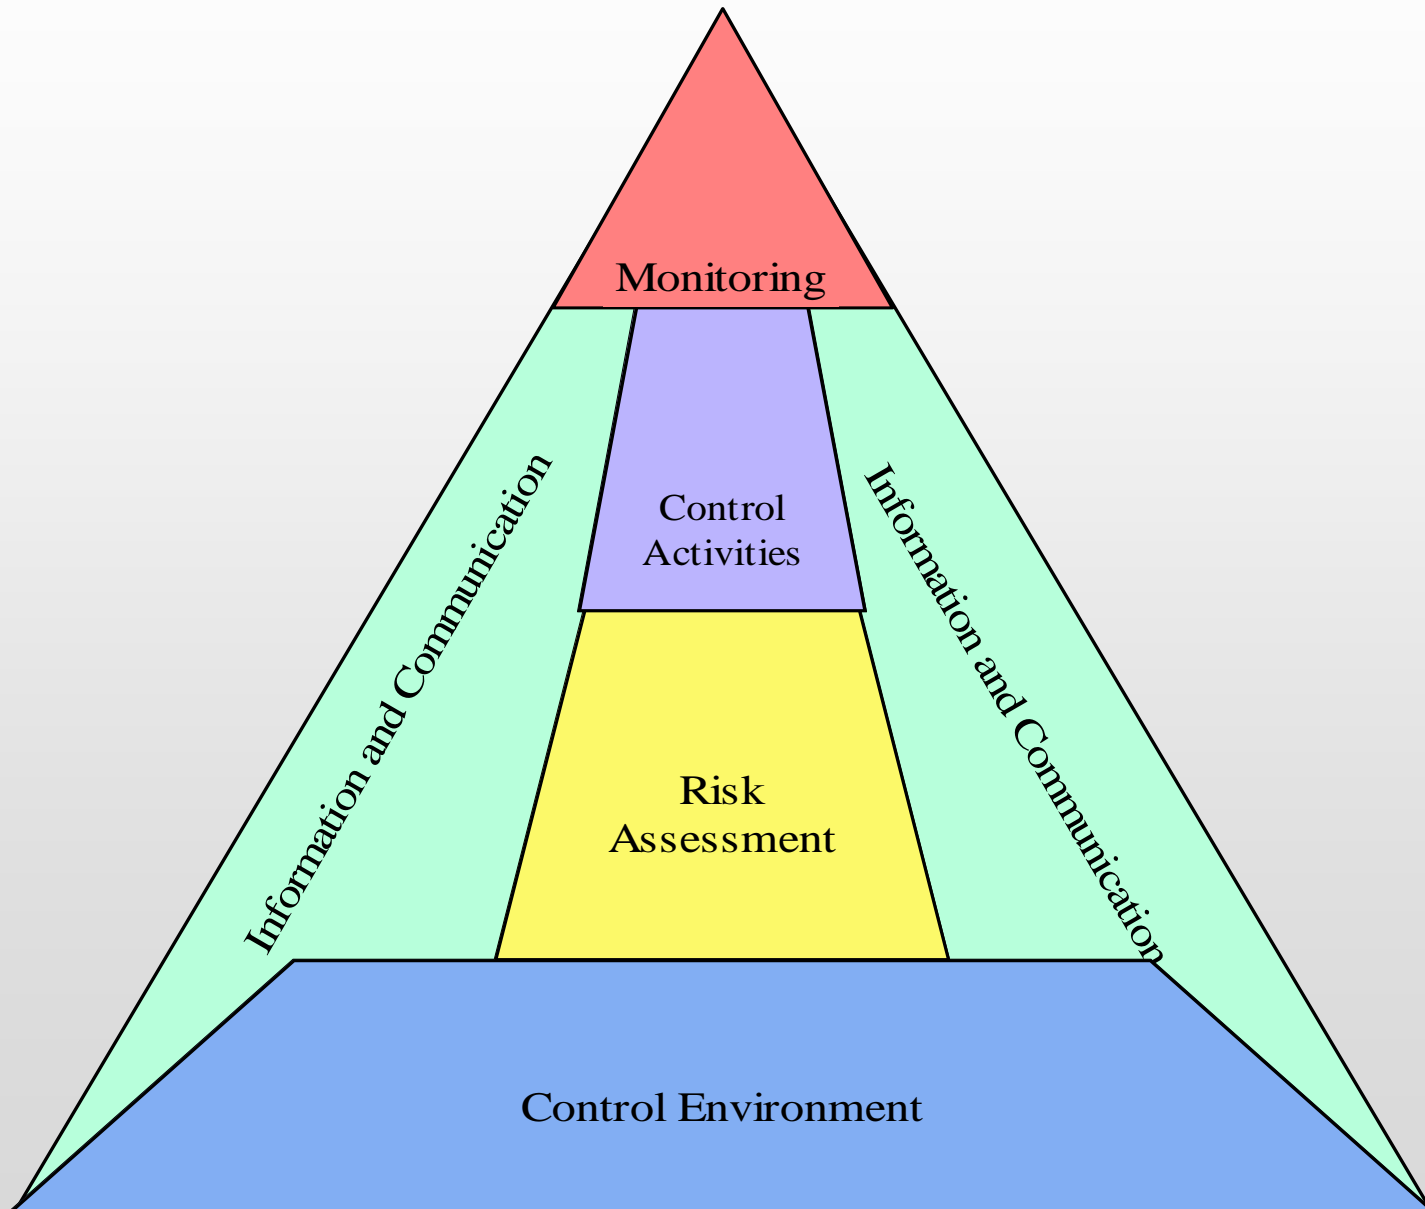 Monitoring
Control
Activities
Information and Communication
Information and Communication
Risk
Assessment
Control Environment